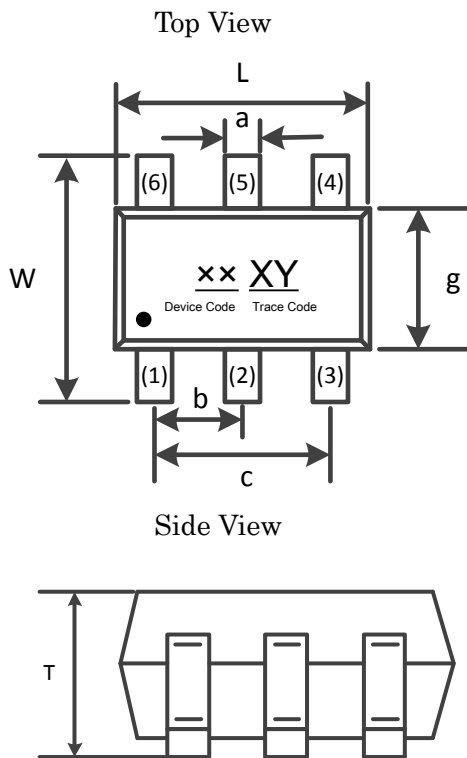 Top View
L
a
(6) (5) (4)
W
×× XY
g
Device Code Trace Code
(1) (2) (3)
b
c
Side View
T